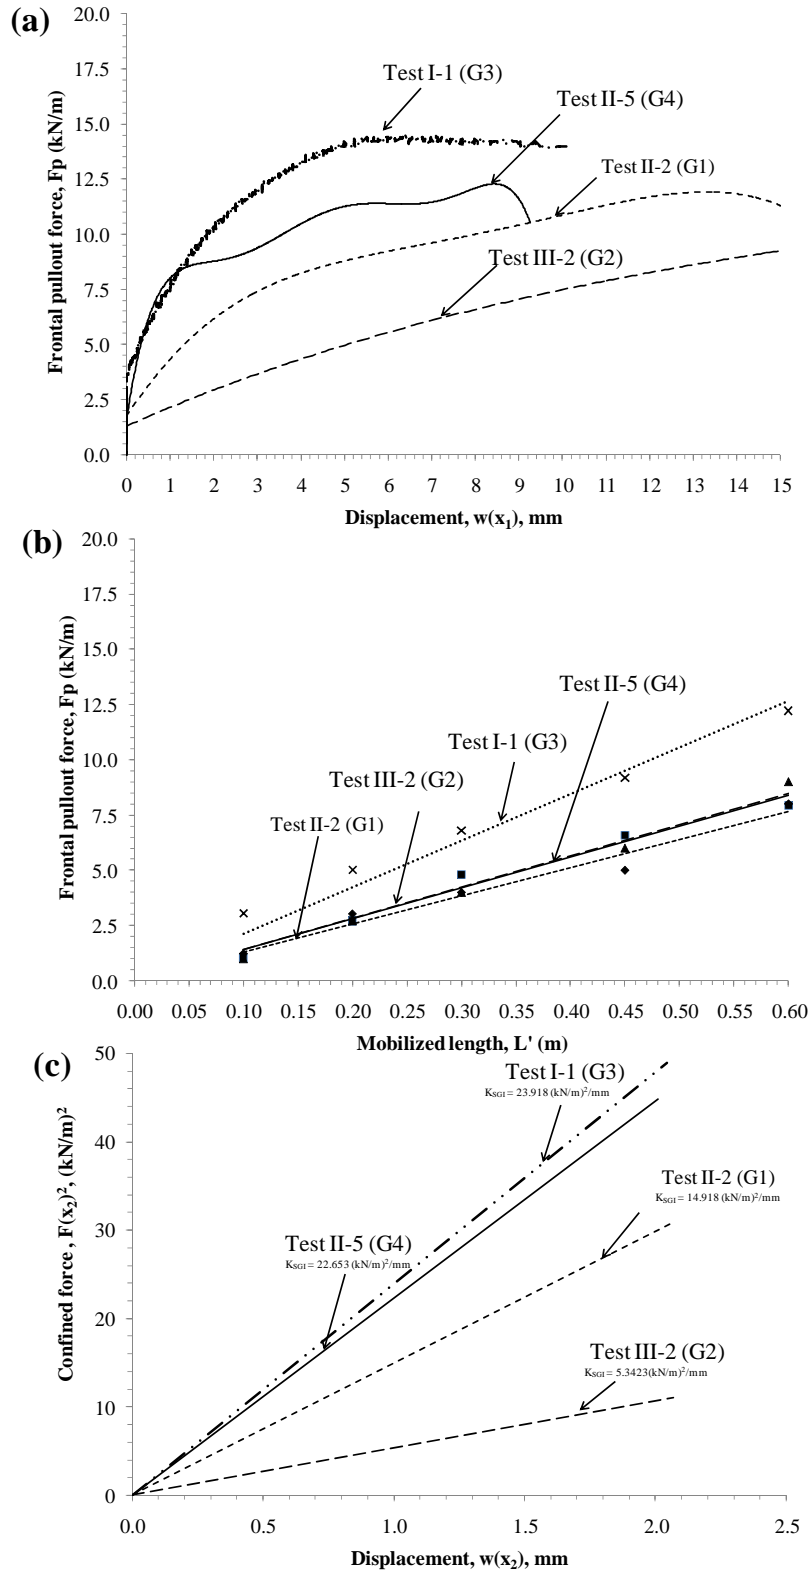 (a)
20.0
17.5
15.0
12.5
10.0
7.5
5.0
2.5
0.0
Frontal pullout force, Fp (kN/m)
Test I-1 (G3)
Test II-5 (G4)
Test II-2 (G1)
Test III-2 (G2)
0 1 2 3 4 5 6 7 8 9 10 11 12 13 14 15
Displacement, w(x₁), mm
(b)
20.0
17.5
15.0
12.5
10.0
7.5
5.0
2.5
0.0
Frontal pullout force, Fp (kN/m)
Test II-5 (G4)
Test I-1 (G3)
Test III-2 (G2)
Test II-2 (G1)
0.00 0.05 0.10 0.15 0.20 0.25 0.30 0.35 0.40 0.45 0.50 0.55 0.60
Mobilized length, L' (m)
(c)
50
40
30
20
10
0
Confined force , F(x₂)², (kN/m)²
Test I-1 (G3)
K_SGI = 23.918 (kN/m)²/mm
Test II-2 (G1)
K_SGI = 14.918 (kN/m)²/mm
Test II-5 (G4)
K_SGI = 22.653 (kN/m)²/mm
Test III-2 (G2)
K_SGI = 5.3423(kN/m)²/mm
0.0 0.5 1.0 1.5 2.0 2.5
Displacement, w(x₂), mm